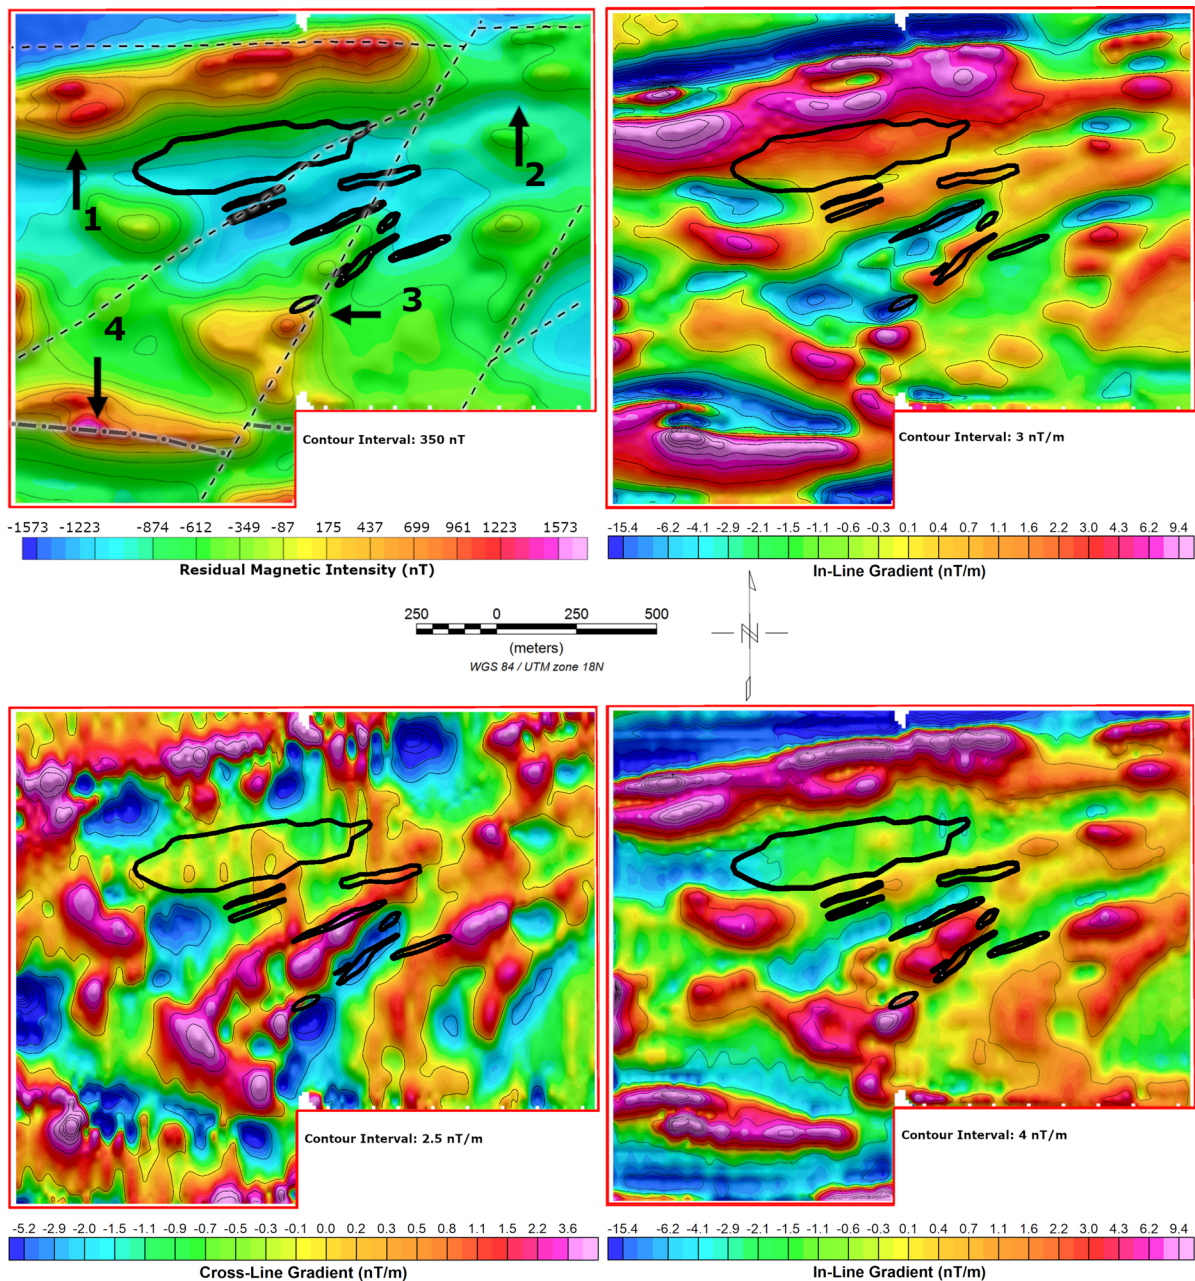 1
2
3
4
Contour Interval: 350 nT
Contour Interval: 3 nT/m
-1573 -1223 -874 -612 -349 -87 175 437 699 961 1223 1573
Residual Magnetic Intensity (nT)
-15.4 -6.2 -4.1 -2.9 -2.1 -1.5 -1.1 -0.6 -0.3 0.1 0.4 0.7 1.1 1.6 2.2 3.0 4.3 6.2 9.4
In-Line Gradient (nT/m)
250 0 250 500
(meters)
WGS 84 / UTM zone 18N
N
Contour Interval: 2.5 nT/m
Contour Interval: 4 nT/m
-5.2 -2.9 -2.0 -1.5 -1.1 -0.9 -0.7 -0.5 -0.3 -0.1 0.0 0.2 0.3 0.5 0.8 1.1 1.5 2.2 3.6
Cross-Line Gradient (nT/m)
-15.4 -6.2 -4.1 -2.9 -2.1 -1.5 -1.1 -0.6 -0.3 0.1 0.4 0.7 1.1 1.6 2.2 3.0 4.3 6.2 9.4
In-Line Gradient (nT/m)